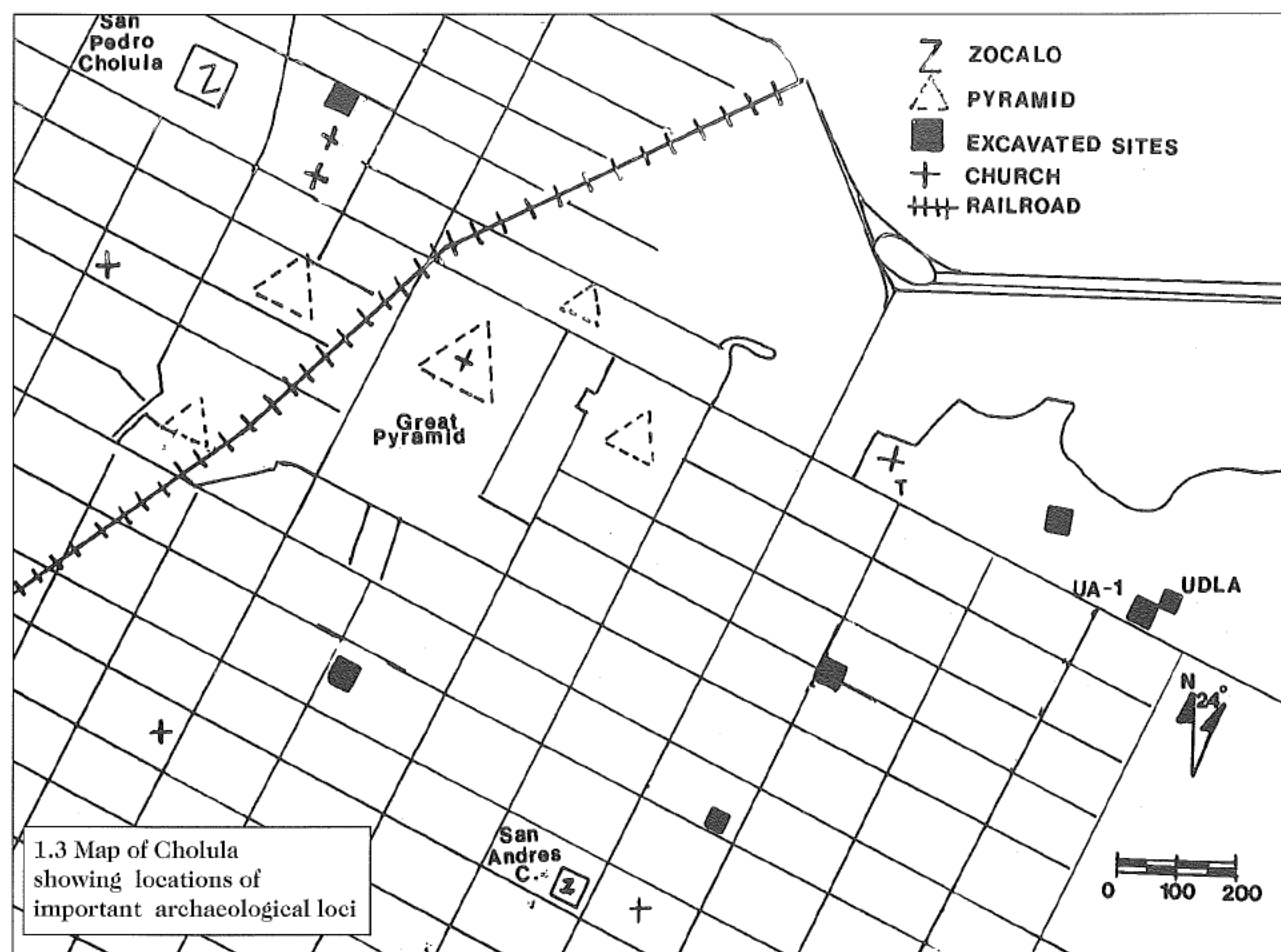 San
Pedro
Cholula
Z
Z ZOCALO
PYRAMID
EXCAVATED SITES
CHURCH
RAILROAD
Great
Pyramid
T
UA-1
UDLA
N
24°
San
Andres
C.
Z
0 100 200
1.3 Map of Cholula
showing locations of
important archaeological loci